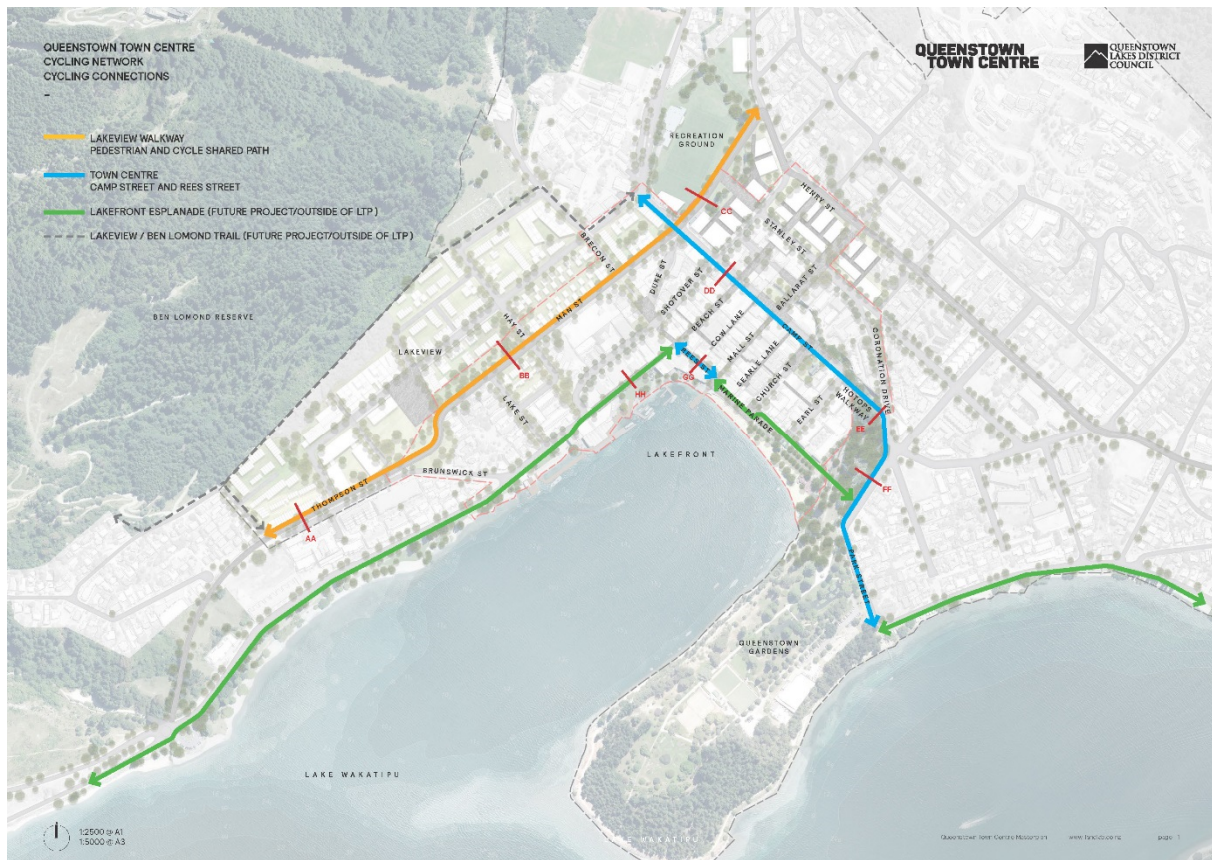 QUEENSTOWN TOWN CENTRE
CYCLING NETWORK
CYCLING CONNECTIONS
-
LAKEVIEW WALKWAY
PEDESTRIAN AND CYCLE SHARED PATH
TOWN CENTRE
CAMP STREET AND REES STREET
LAKEFRONT ESPLANADE (FUTURE PROJECT/OUTSIDE OF LTP)
LAKEVIEW / BEN LOMOND TRAIL (FUTURE PROJECT/OUTSIDE OF LTP)
QUEENSTOWN
TOWN CENTRE
QUEENSTOWN
LAKES DISTRICT
COUNCIL
RECREATION
GROUND
HENRY ST
CC
STANLEY ST
BRECON ST
DUKE ST
SHOTOVER ST
DD
BALLARAT ST
BEACH ST
MAN ST
BEN LOMOND RESERVE
HAY ST
COW LANE
CAMP ST
MALL ST
CORONATION DRIVE
LAKEVIEW
BB
REES ST
GG
SEARLE LANE
HH
CHURCH ST
MARINE PARADE
LAKE ST
EARL ST
HOTOPS
WALKWAY
EE
LAKEFRONT
BRUNSWICK ST
THOMPSON ST
FF
AA
PARK STREET
QUEENSTOWN
GARDENS
LAKE WAKATIPU
1:2500 @ A1
1:5000 @ A3
WAKATIPU
Queenstown Town Centre Masterplan
page